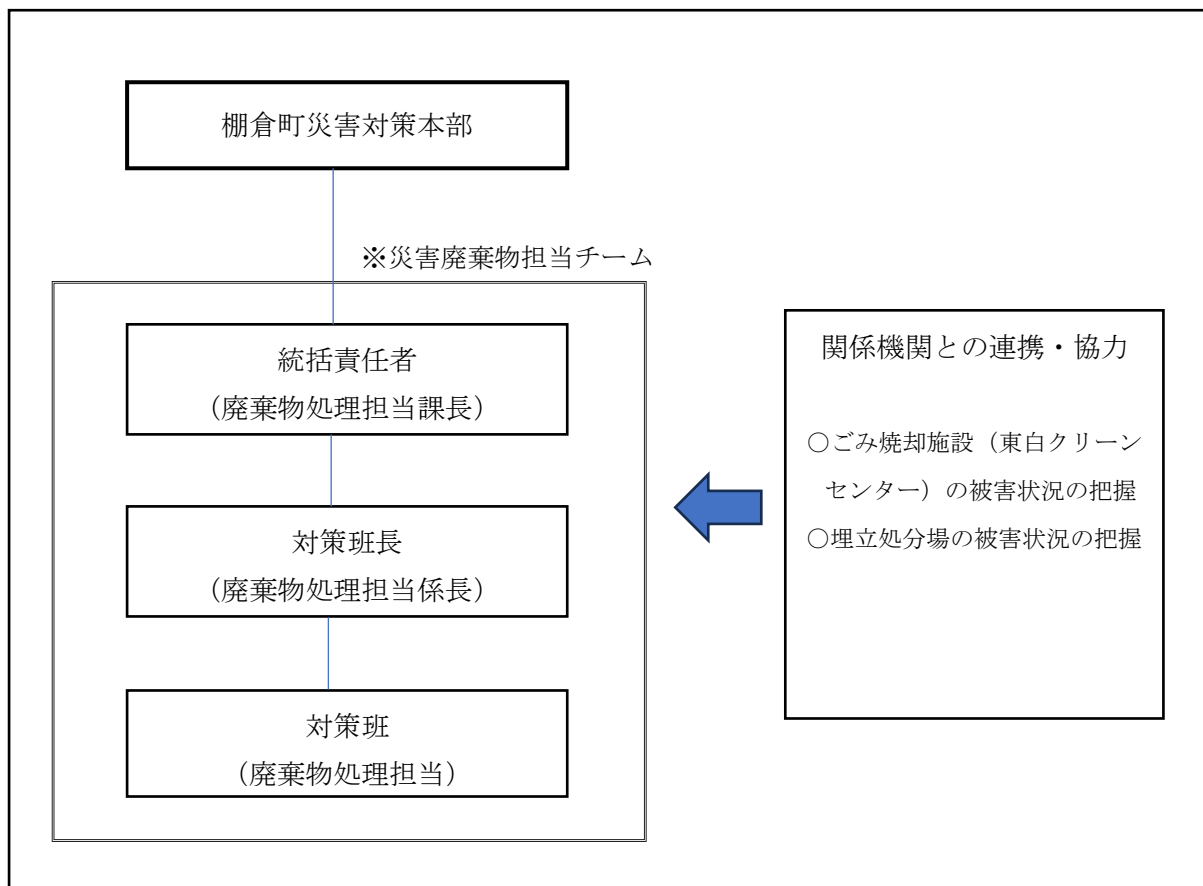 棚倉町災害対策本部
※災害廃棄物担当チーム
統括責任者
（廃棄物処理担当課長）
対策班長
（廃棄物処理担当係長）
対策班
（廃棄物処理担当）
関係機関との連携・協力
○ごみ焼却施設（東白クリーン
センター）の被害状況の把握
○埋立処分場の被害状況の把握